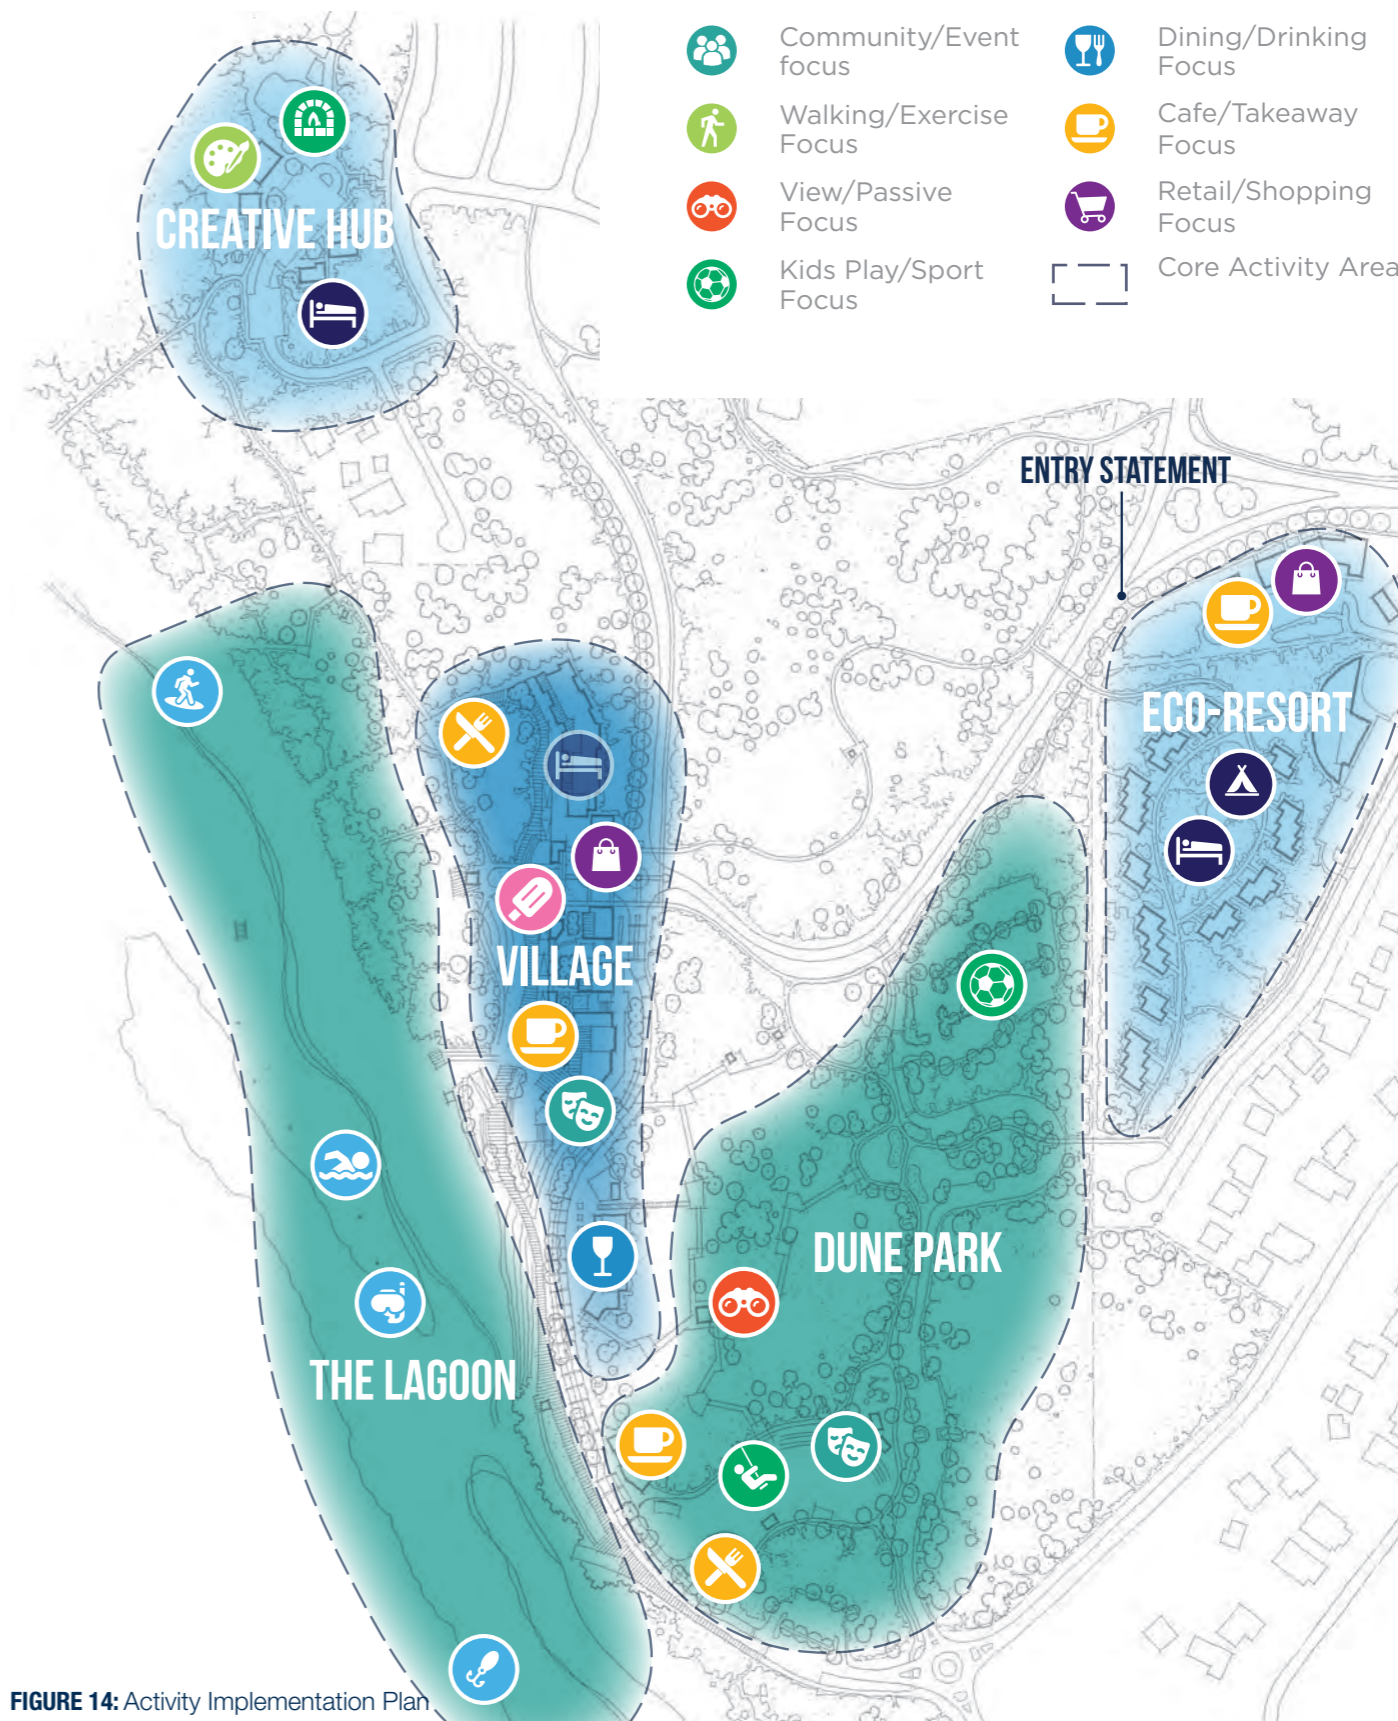 Community/Event
focus
Walking/Exercise
Focus
View/Passive
Focus
Kids Play/Sport
Focus
Dining/Drinking
Focus
Cafe/Takeaway
Focus
Retail/Shopping
Focus
Core Activity Area
CREATIVE HUB
ENTRY STATEMENT
ECO-RESORT
VILLAGE
DUNE PARK
THE LAGOON
FIGURE 14: Activity Implementation Plan